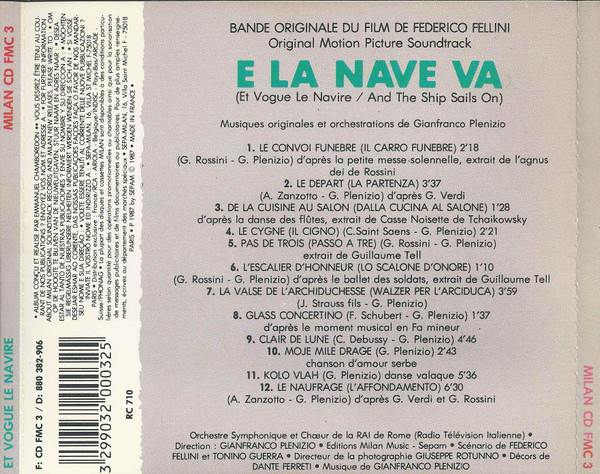 MILAN CD FMC 3
ET VOGUE LE NAVIRE
F: CD FMC 3 / D: 880 382-906
3 299032 000325
RC 710
BANDE ORIGINALE DU FILM DE FEDERICO FELLINI
Original Motion Picture Soundtrack
E LA NAVE VA
(Et Vogue Le Navire / And The Ship Sails On)
Musiques originales et orchestrations de Gianfranco Plenizio
1. LE CONVOI FUNEBRE (IL CARRO FUNEBRE) 2'18
(G. Rossini - G. Plenizio) d'après la petite messe solennelle, extrait de l'agnus
dei de Rossini
2. LE DEPART (LA PARTENZA) 3'37
(A. Zanzotto - G. Plenizio) d'après G. Verdi
3. DE LA CUISINE AU SALON (DALLA CUCINA AL SALONE) 1'28
d'après la danse des flûtes, extrait de Casse Noisette de Tchaikowsky
4. LE CYGNE (IL CIGNO) (C.Saint Saens - G. Plenizio) 2'21
5. PAS DE TROIS (PASSO A TRE) (G. Rossini - G. Plenizio)
extrait de Guillaume Tell
6. L'ESCALIER D'HONNEUR (LO SCALONE D'ONORE) 1'10
(G. Rossini - G. Plenizio) d'après le ballet des soldats, extrait de Guillaume Tell
7. LA VALSE DE L'ARCHIDUCHESSE (WALZER PER L'ARCIDUCA) 3'59
(J. Strauss fils - G. Plenizio)
8. GLASS CONCERTINO (F. Schubert - G. Plenizio) 1'37
d'après le moment musical en Fa mineur
9. CLAIR DE LUNE (C. Debussy - G. Plenizio) 4'46
10. MOJE MILE DRAGE (G. Plenizio) 2'43
chanson d'amour serbe
11. KOLO VLAH (G. Plenizio) danse valaque 5'36
12. LE NAUFRAGE (L'AFFONDAMENTO) 6'30
(A. Zanzotto - G. Plenizio) d'après G. Verdi et G. Rossini
Orchestre Symphonique et Chœur de la RAI de Rome (Radio Télévision Italienne) -
Direction : GIANFRANCO PLENIZIO - Editions Milan Music - Sepam - Scénario de FEDERICO
FELLINI et TONINO GUERRA - Directeur de la photographie GIUSEPPE ROTUNNO - Décors de
DANTE FERRETI - Musique de GIANFRANCO PLENIZIO
MILAN CD FMC 3